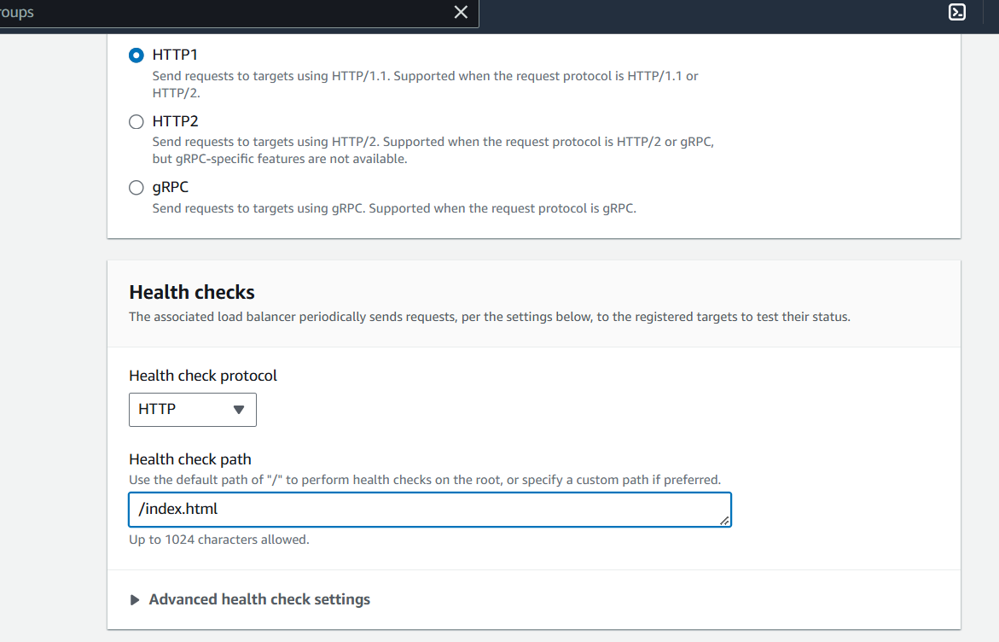 roups
HTTP1
Send requests to targets using HTTP/1.1. Supported when the request protocol is HTTP/1.1 or
HTTP/2.
HTTP2
Send requests to targets using HTTP/2. Supported when the request protocol is HTTP/2 or gRPC,
but gRPC-specific features are not available.
gRPC
Send requests to targets using gRPC. Supported when the request protocol is gRPC.
Health checks
The associated load balancer periodically sends requests, per the settings below, to the registered targets to test their status.
Health check protocol
HTTP
Health check path
Use the default path of "/" to perform health checks on the root, or specify a custom path if preferred.
/index.html
Up to 1024 characters allowed.
Advanced health check settings